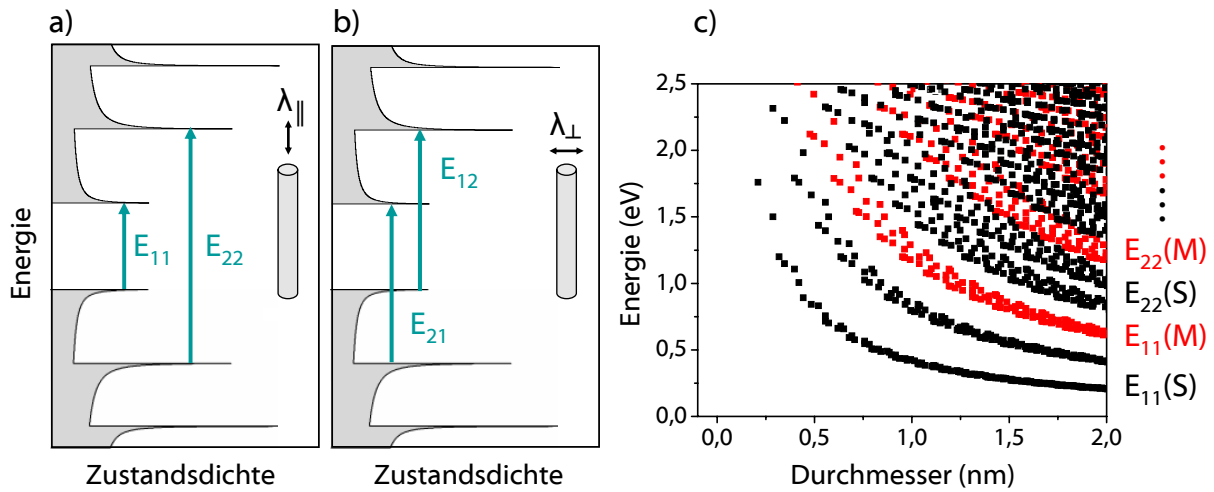 a)
b)
c)
λ∥
λ⊥
E11
E22
E12
E21
Energie
Zustandsdichte
Zustandsdichte
2,5
2,0
1,5
1,0
0,5
0,0
Energie (eV)
0,0 0,5 1,0 1,5 2,0
Durchmesser (nm)
E22(M)
E22(S)
E11(M)
E11(S)